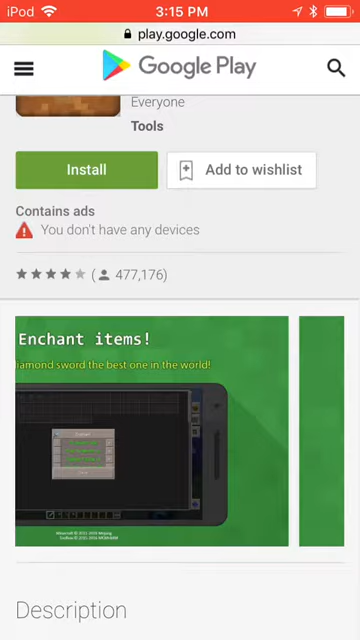 iPod 3:15 PM
play.google.com
Google Play
Everyone
Tools
Install Add to wishlist
Contains ads
You don't have any devices
( 477,176)
Enchant items!
iamond sword the best one in the world!
Description